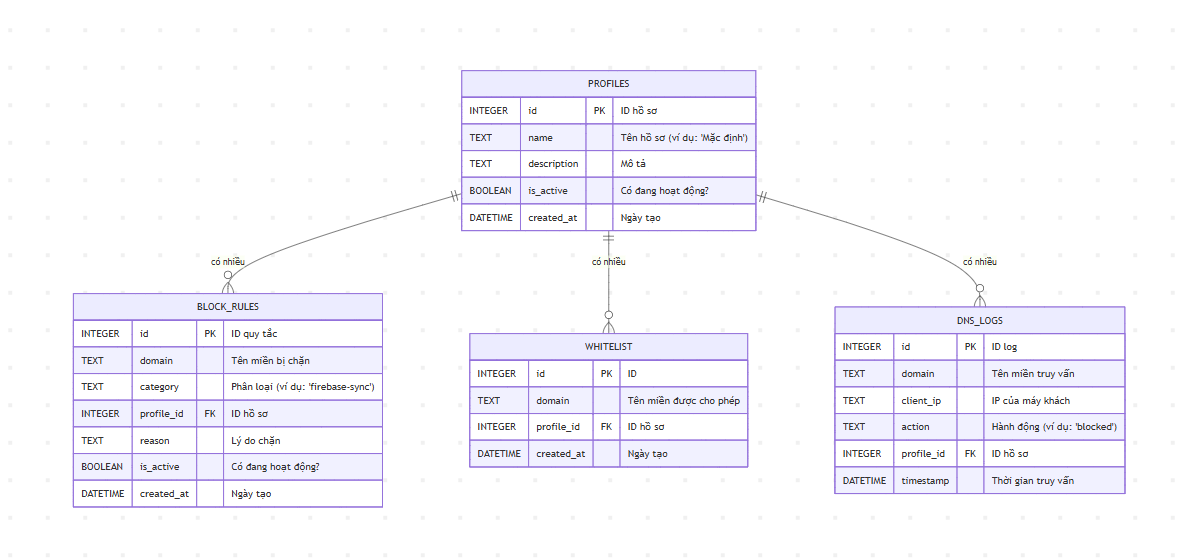 PROFILES
INTEGER id PK ID hồ sơ
TEXT name Tên hồ sơ (ví dụ: 'Mặc định')
TEXT description Mô tả
BOOLEAN is_active Có đang hoạt động?
DATETIME created_at Ngày tạo
có nhiều
có nhiều
có nhiều
BLOCK_RULES
INTEGER id PK ID quy tắc
TEXT domain Tên miền bị chặn
TEXT category Phân loại (ví dụ: 'firebase-sync')
INTEGER profile_id FK ID hồ sơ
TEXT reason Lý do chặn
BOOLEAN is_active Có đang hoạt động?
DATETIME created_at Ngày tạo
WHITELIST
INTEGER id PK ID
TEXT domain Tên miền được cho phép
INTEGER profile_id FK ID hồ sơ
DATETIME created_at Ngày tạo
DNS_LOGS
INTEGER id PK ID log
TEXT domain Tên miền truy vấn
TEXT client_ip IP của máy khách
TEXT action Hành động (ví dụ: 'blocked')
INTEGER profile_id FK ID hồ sơ
DATETIME timestamp Thời gian truy vấn